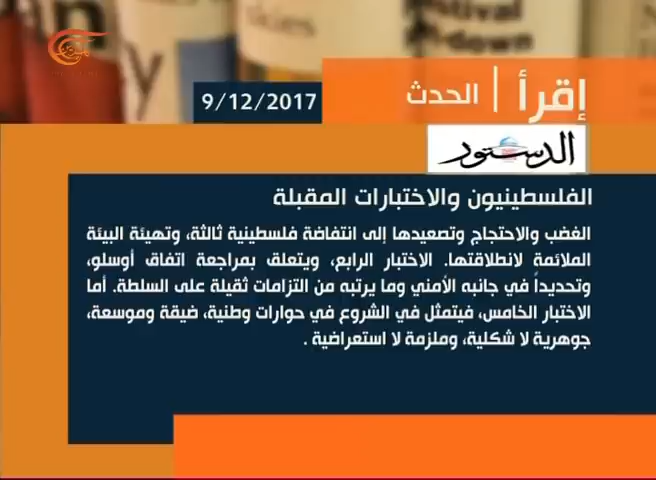 إقرأ | الحدث
9/12/2017
الدستور
الفلسطينيون والاختبارات المقبلة
الغضب والاحتجاج وتصعيدها إلى انتفاضة فلسطينية ثالثة، وتهيئة البيئة
الملائمة لانطلاقتها. الاختبار الرابع، ويتعلق بمراجعة اتفاق أوسلو،
وتحديداً في جانبه الأمني وما يرتبه من التزامات ثقيلة على السلطة. أما
الاختبار الخامس، فيتمثل في الشروع في حوارات وطنية، ضيقة وموسعة،
جوهرية لا شكلية، وملزمة لا استعراضية .